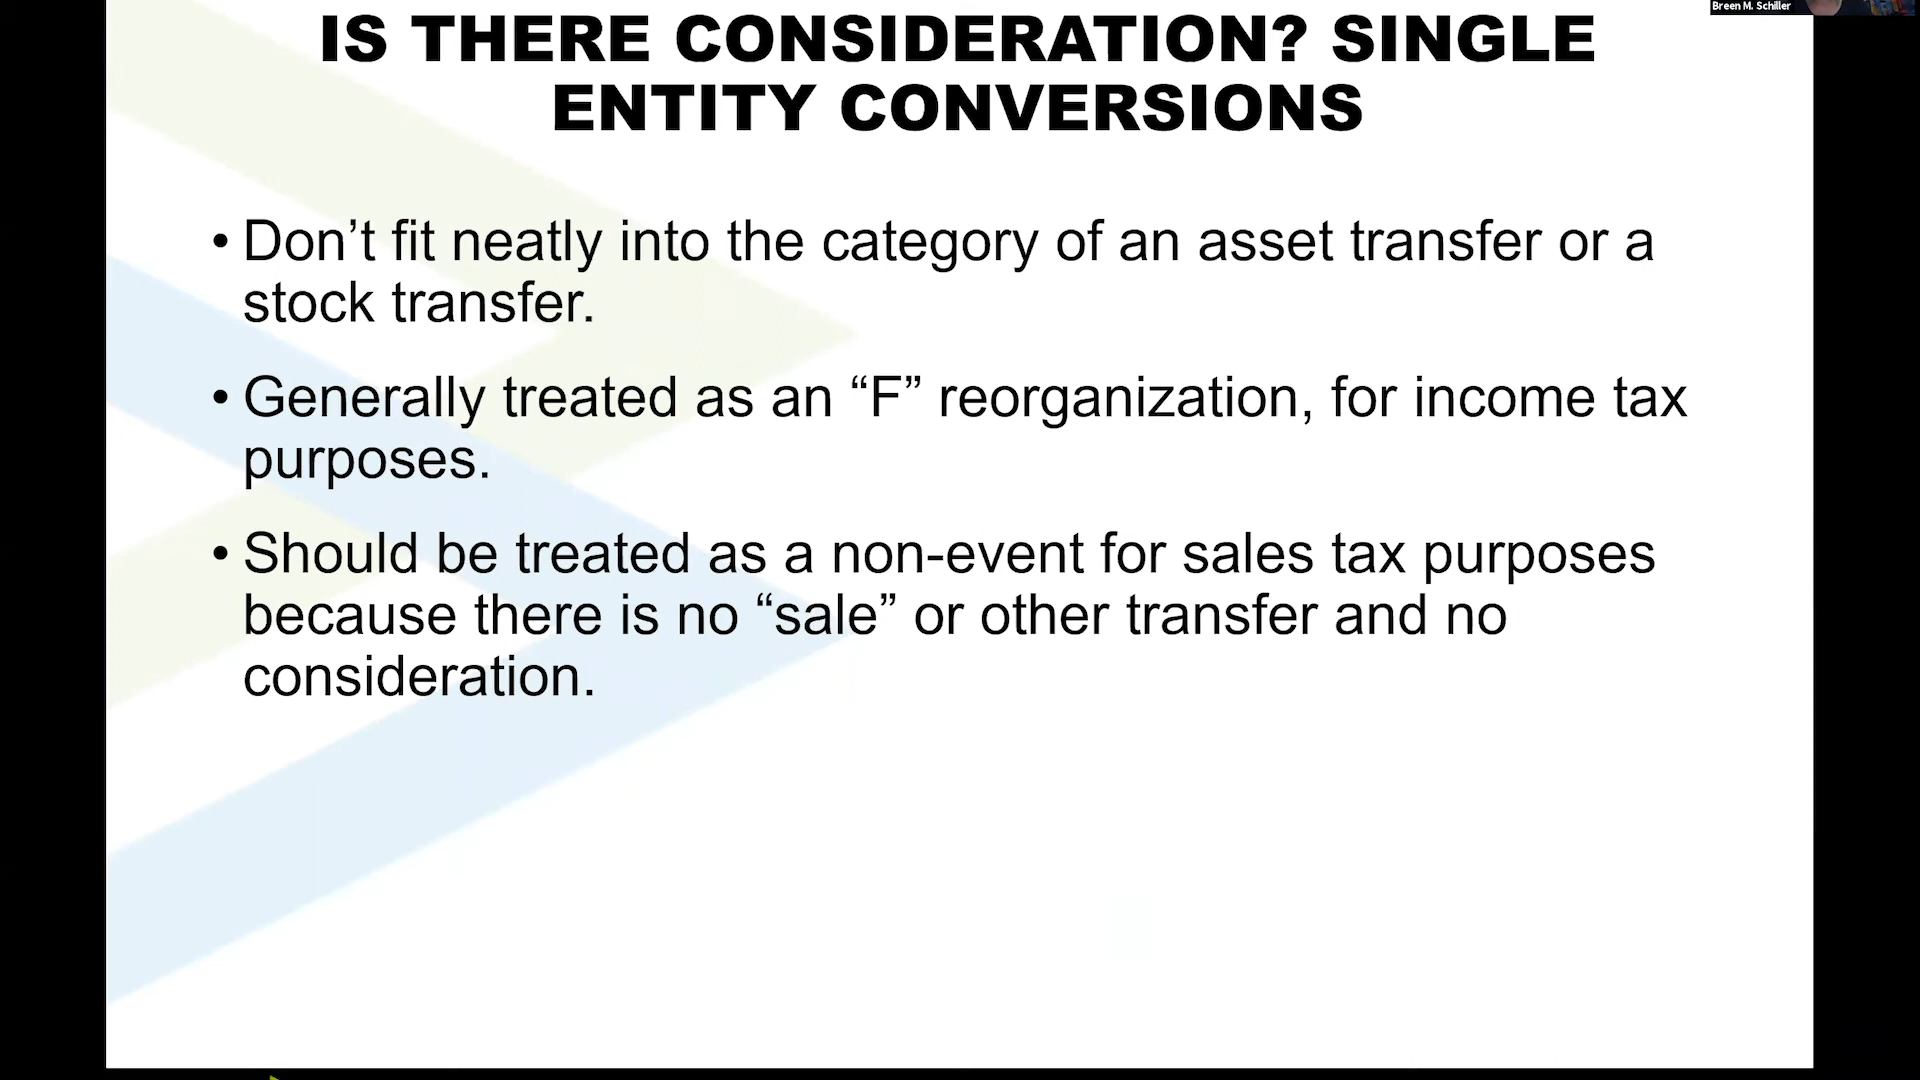 Breen M. Schiller
IS THERE CONSIDERATION? SINGLE
ENTITY CONVERSIONS
• Don’t fit neatly into the category of an asset transfer or a
stock transfer.
• Generally treated as an “F” reorganization, for income tax
purposes.
• Should be treated as a non-event for sales tax purposes
because there is no “sale” or other transfer and no
consideration.